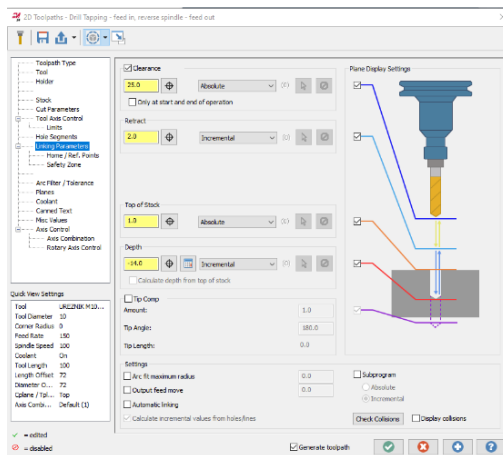 2D Toolpaths - Drill Tapping - feed in, reverse spindle - feed out
Toolpath Type
Tool
Holder
Stock
Cut Parameters
Tool Axis Control
Limits
Hole Segments
Linking Parameters
Home / Ref. Points
Safety Zone
Arc Filter / Tolerance
Planes
Coolant
Canned Text
Misc Values
Axis Control
Axis Combination
Rotary Axis Control
Quick View Settings
Tool UREZNIK M10...
Tool Diameter 10
Corner Radius 0
Feed Rate 150
Spindle Speed 100
Coolant On
Tool Length 100
Length Offset 72
Diameter O... 72
Cplane / Tpl... Top
Axis Combi... Default (1)
= edited
= disabled
Clearance
25.0 Absolute (0)
Only at start and end of operation
Retract
2.0 Incremental (0)
Top of Stock
1.0 Absolute (0)
Depth
-14.0 Incremental (0)
Calculate depth from top of stock
Tip Comp
Amount: 1.0
Tip Angle: 180.0
Tip Length: 0.0
Settings
Arc fit maximum radius 0.0
Output feed move 0.0
Automatic linking
Calculate incremental values from holes/lines
Plane Display Settings
Subprogram
Absolute
Incremental
Check Collisions Display collisions
Generate toolpath